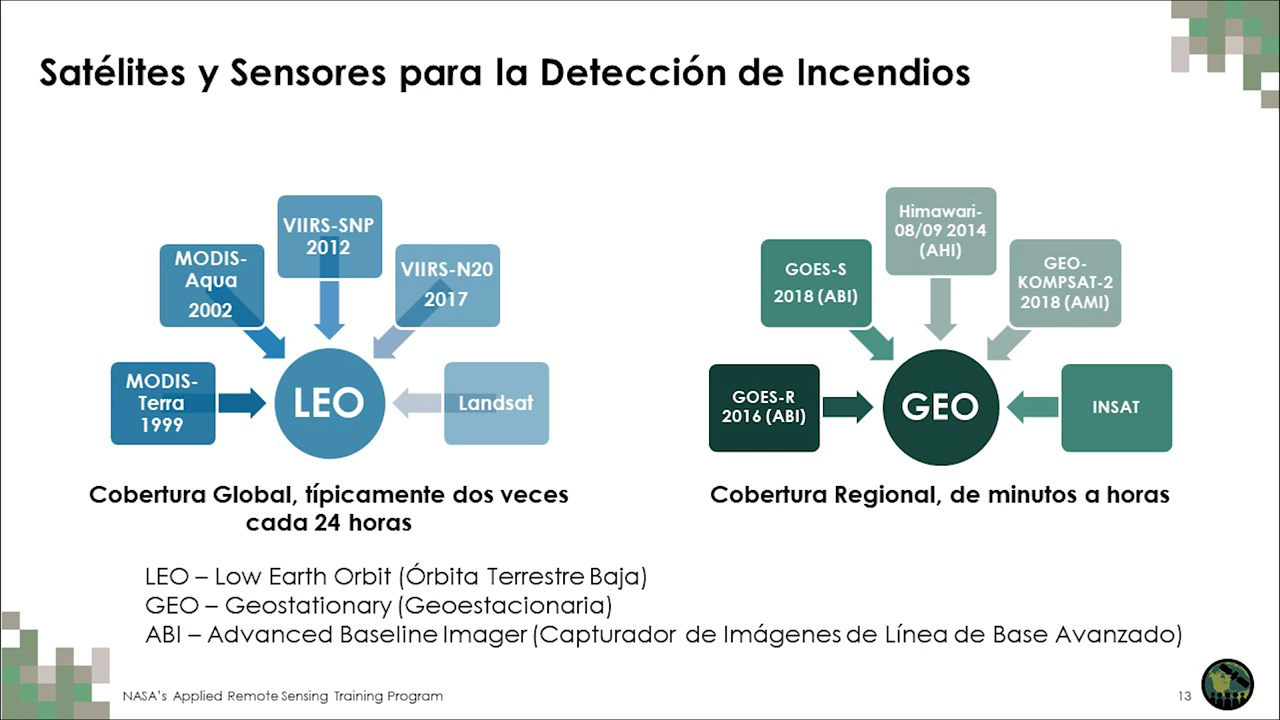 Satélites y Sensores para la Detección de Incendios
MODIS-
Terra
1999
MODIS-
Aqua
2002
VIIRS-SNP
2012
VIIRS-N20
2017
Landsat
LEO
Cobertura Global, típicamente dos veces
cada 24 horas
GOES-R
2016 (ABI)
GOES-S
2018 (ABI)
Himawari-
08/09 2014
(AHI)
GEO-
KOMPSAT-2
2018 (AMI)
INSAT
GEO
Cobertura Regional, de minutos a horas
LEO – Low Earth Orbit (Órbita Terrestre Baja)
GEO – Geostationary (Geoestacionaria)
ABI – Advanced Baseline Imager (Capturador de Imágenes de Línea de Base Avanzado)
NASA's Applied Remote Sensing Training Program
13